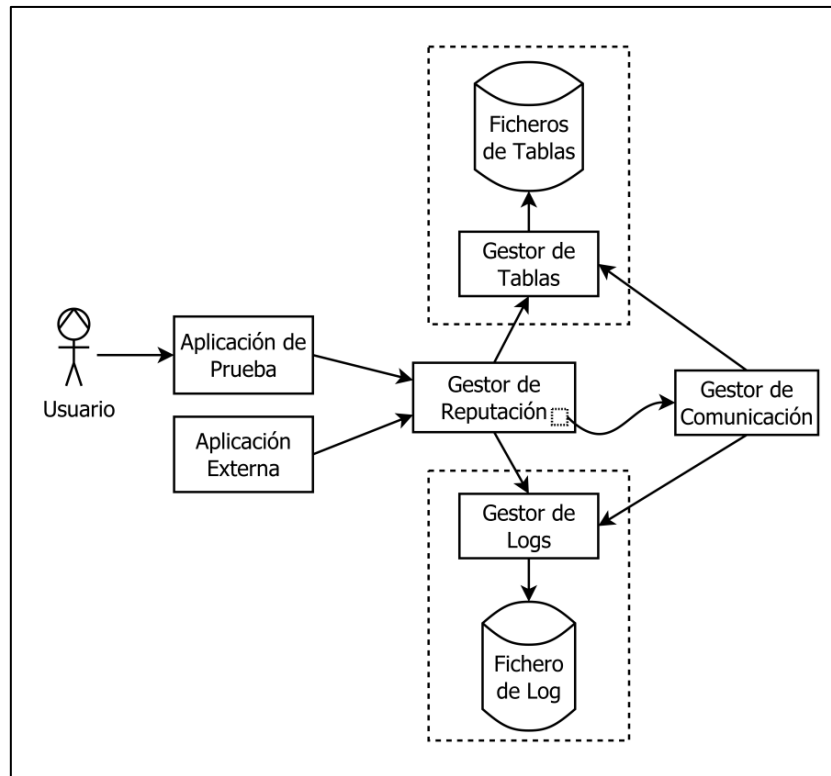 Ficheros
de Tablas
Gestor de
Tablas
Usuario
Aplicación de
Prueba
Aplicación
Externa
Gestor de
Reputación
Gestor de
Comunicación
Gestor de
Logs
Fichero
de Log